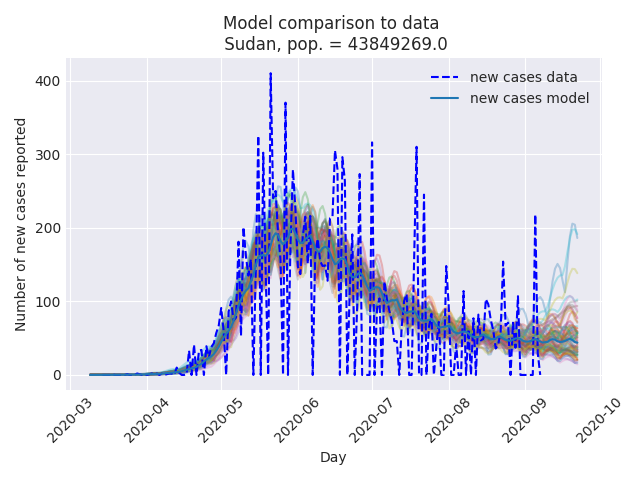 Model comparison to data
Sudan, pop. = 43849269.0
new cases data
new cases model
Number of new cases reported
400
300
200
100
0
2020-03
2020-04
2020-05
2020-06
2020-07
2020-08
2020-09
2020-10
Day